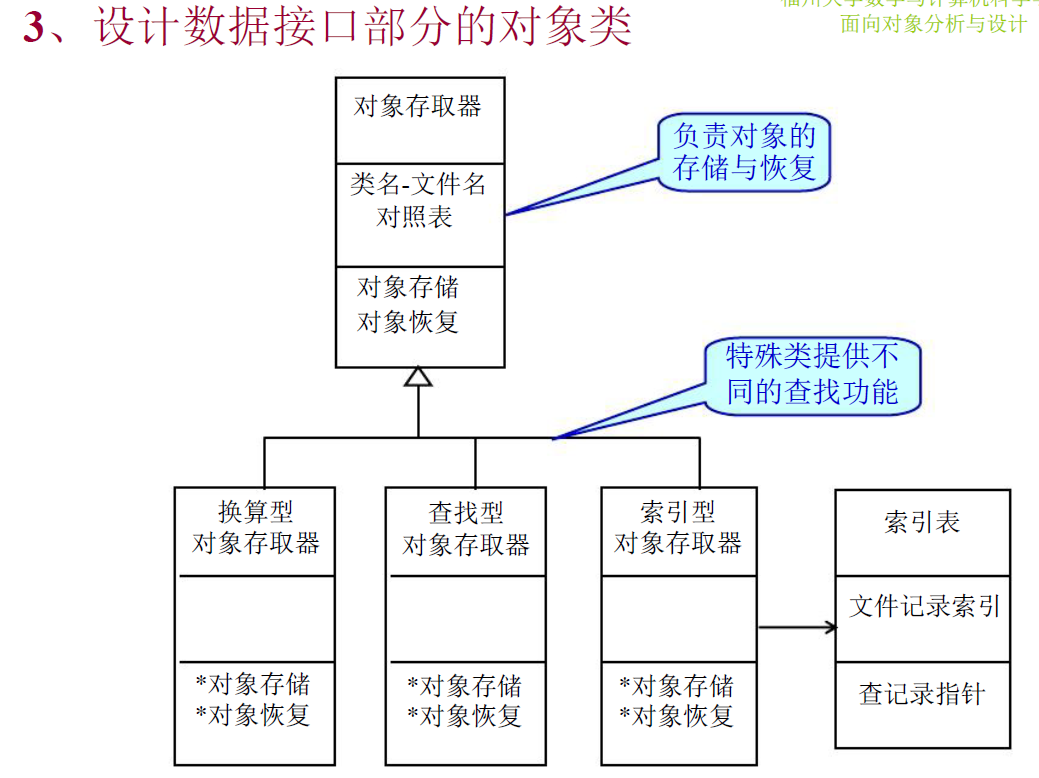 3、设计数据接口部分的对象类
面向对象分析与设计
对象存取器
类名-文件名
对照表
对象存储
对象恢复
负责对象的
存储与恢复
特殊类提供不
同的查找功能
换算型
对象存取器
*对象存储
*对象恢复
查找型
对象存取器
*对象存储
*对象恢复
索引型
对象存取器
*对象存储
*对象恢复
索引表
文件记录索引
查记录指针